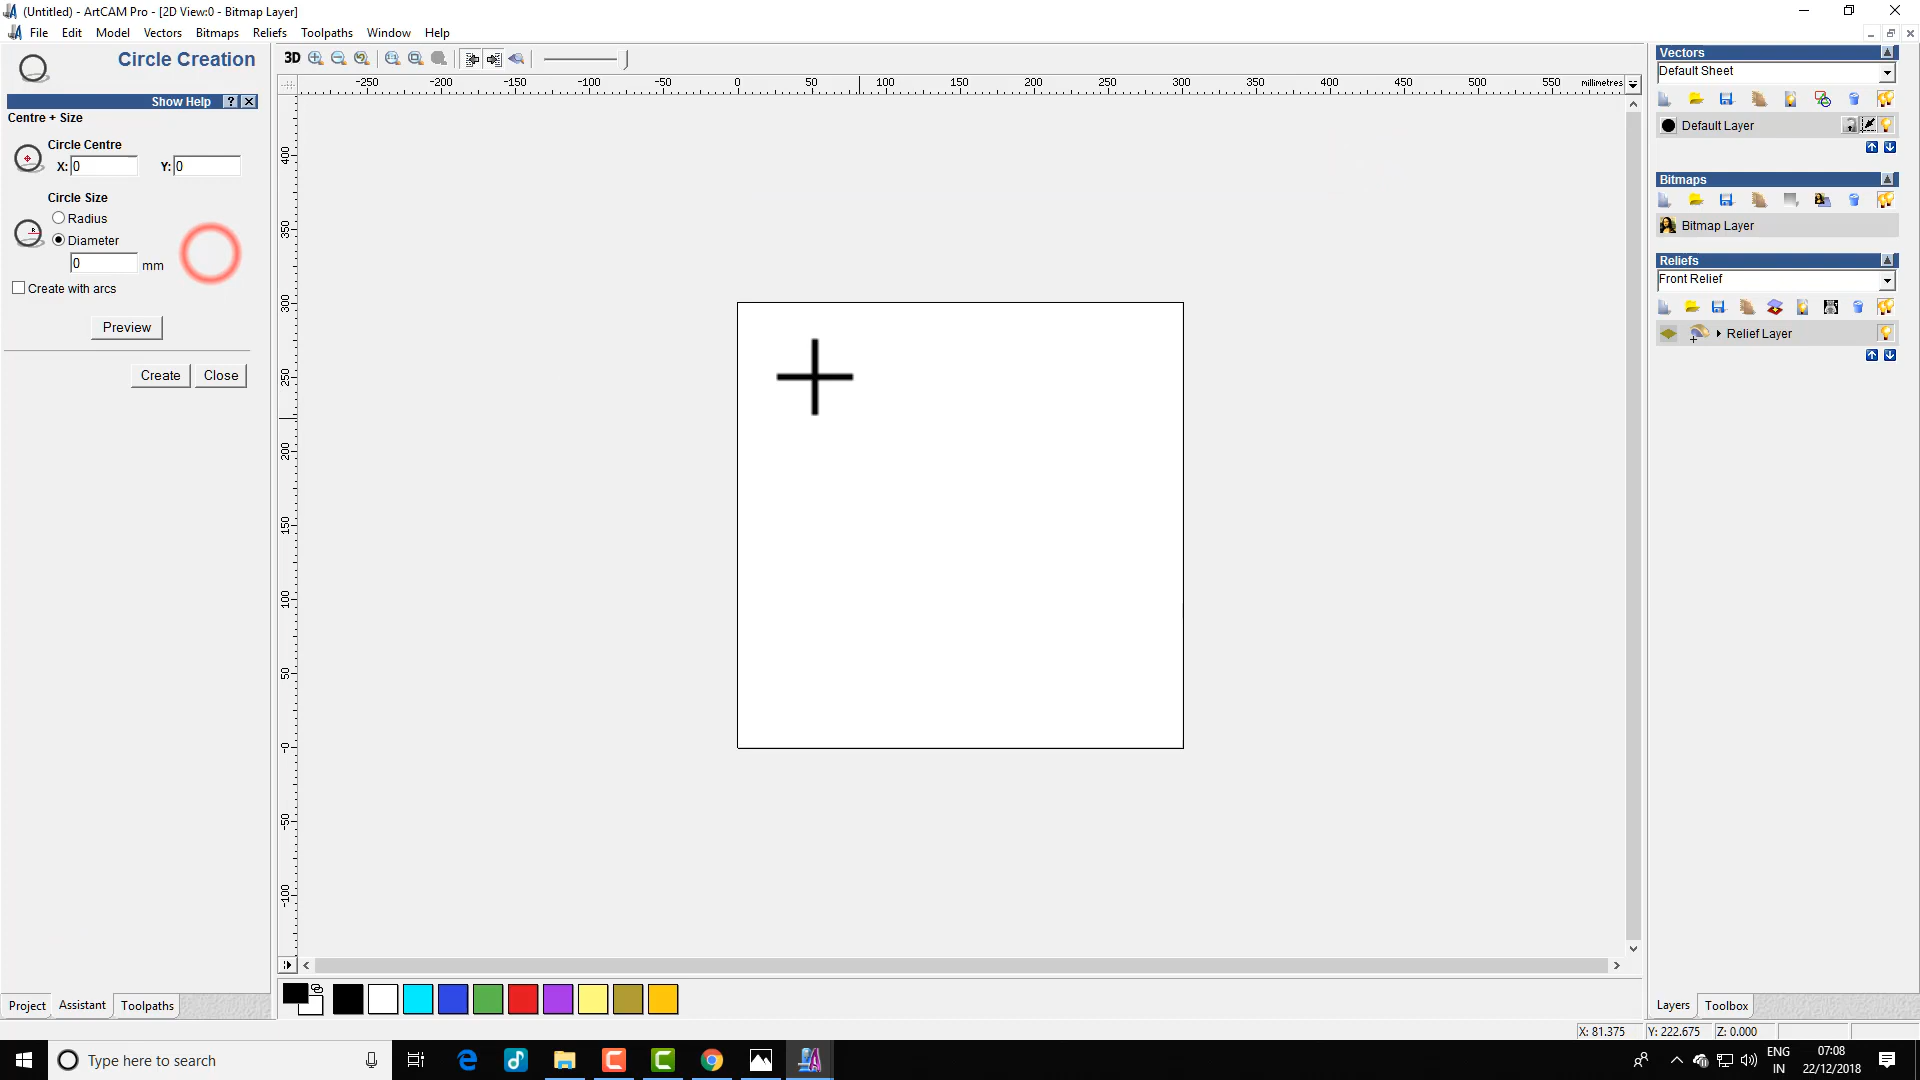 (Untitled) - ArtCAM Pro - [2D View:0 - Bitmap Layer]
File Edit Model Vectors Bitmaps Reliefs Toolpaths Window Help
Circle Creation
Show Help ? X
Centre + Size
Circle Centre
X: 0 Y: 0
Circle Size
Radius
Diameter
0 mm
Create with arcs
Preview
Create Close
Project Assistant Toolpaths
3D
-250 -200 -150 -100 -50 0 50 100 150 200 250 300 350 400 450 500 550 millimetres
400
350
300
250
200
150
100
50
-0
-50
-100
Vectors
Default Sheet
Default Layer
Bitmaps
Bitmap Layer
Reliefs
Front Relief
Relief Layer
Layers Toolbox
X: 81.375 Y: 222.675 Z: 0.000
Type here to search
ENG
IN
07:08
22/12/2018